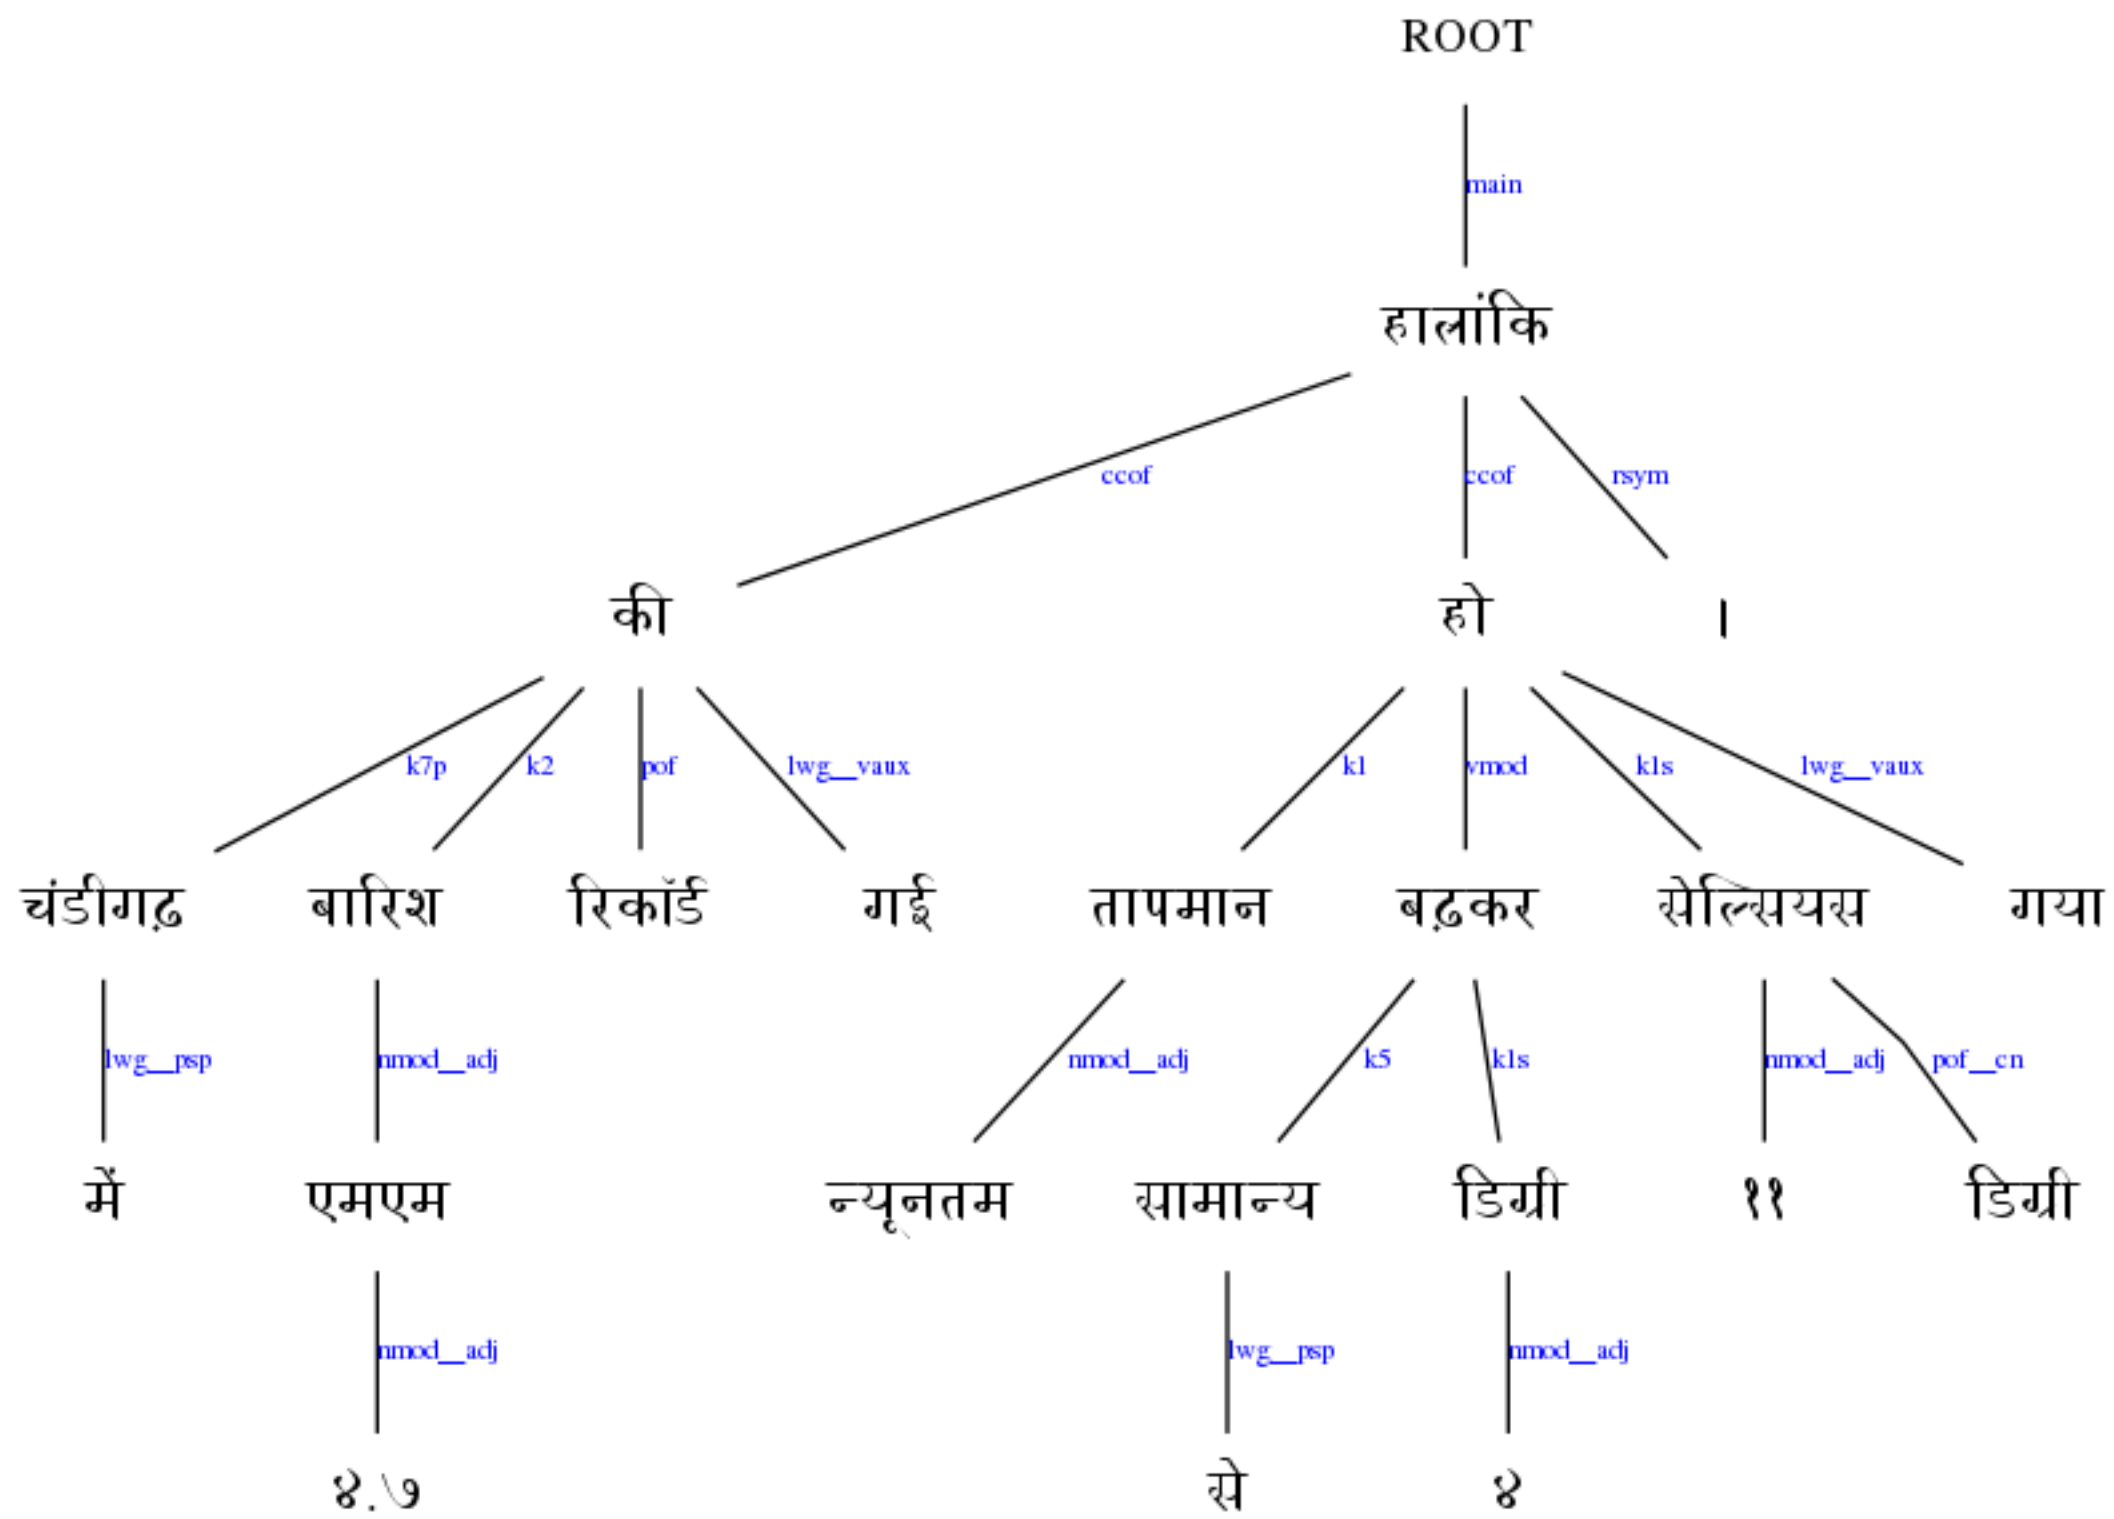 ROOT
main
हालांकि
ccof ccof rsym
की हो ।
k7p k2 pof lwg__vaux k1 vmod k1s lwg__vaux
चंडीगढ़ बारिश रिकॉर्ड गई तापमान बढ़कर सेल्सियस गया
lwg__psp nmod__adj nmod__adj k5 k1s nmod__adj pof__cn
में एमएम न्यूनतम सामान्य डिग्री ११ डिग्री
nmod__adj lwg__psp nmod__adj
४.७ से ४